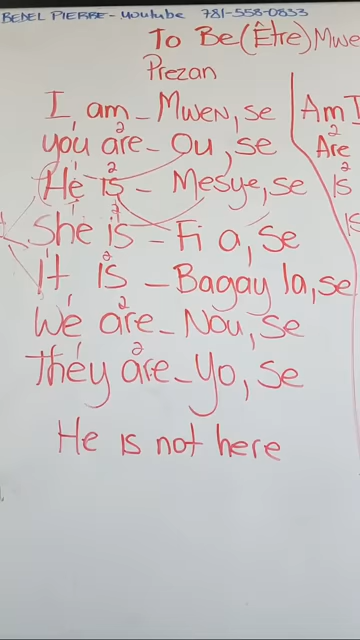 BEDEL PIERRE - youtube 781-558-0833
To Be (Être) Mwe
Prezan
I am - Mwen, se
you are - Ou, se
He is - Mesye, se
She is - Fi a, se
It is - Bagay la, se
We are - Nou, se
They are - Yo, se
He is not here
Am I
Are
Is
Is